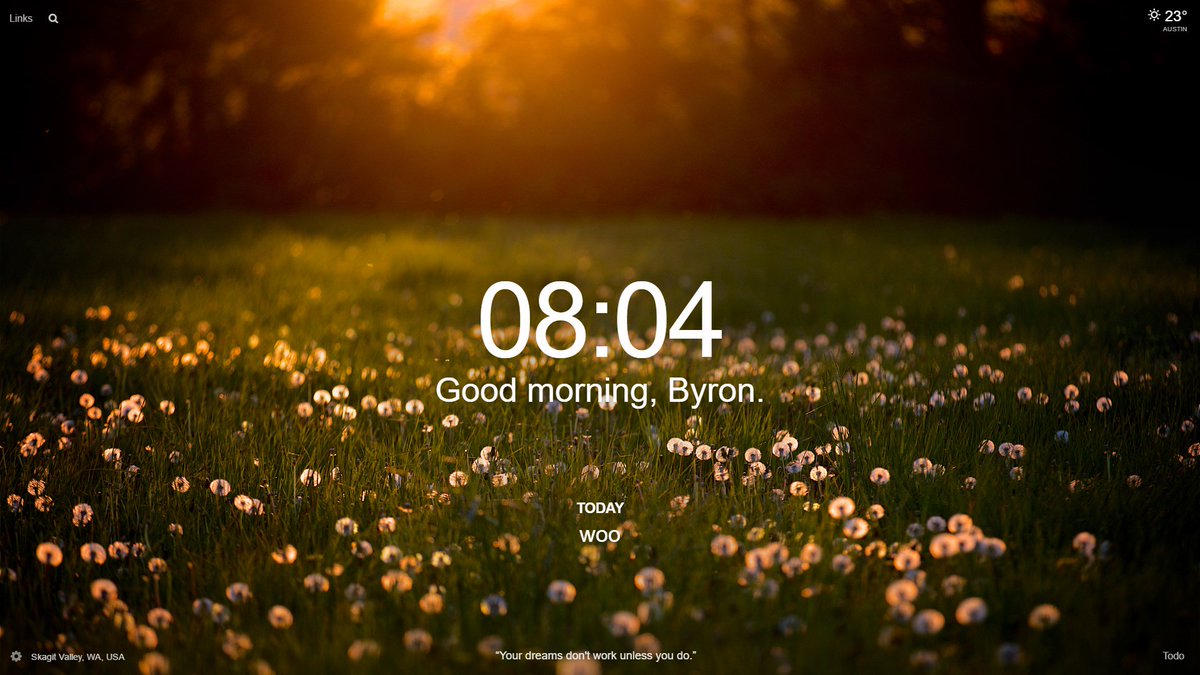 Links
23°
AUSTIN
08:04
Good morning, Byron.
TODAY
WOO
Skagit Valley, WA, USA
“Your dreams don't work unless you do.”
Todo